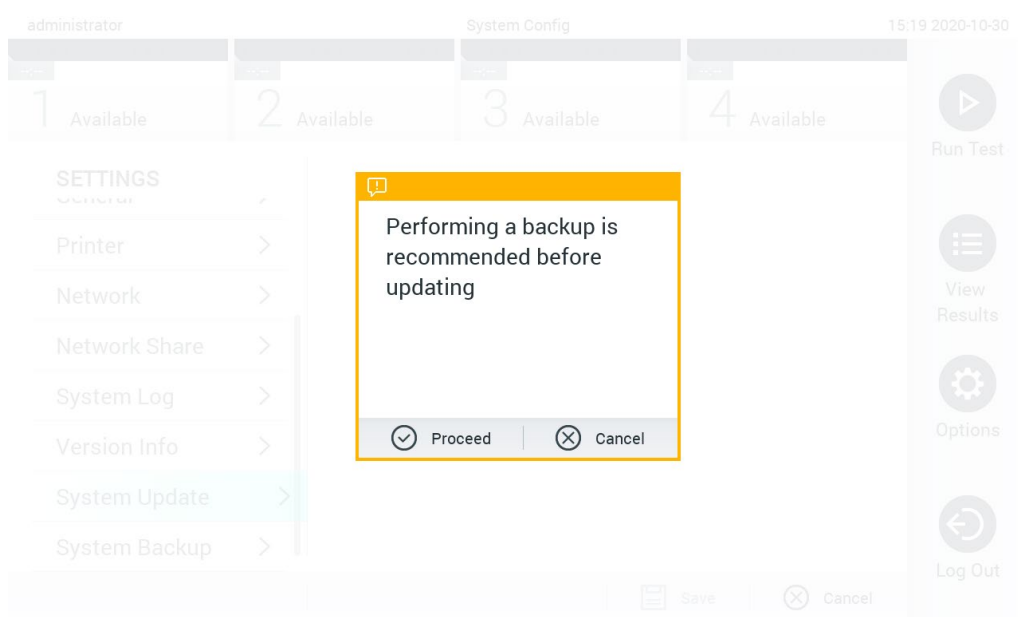 administrator System Config 15:19 2020-10-30
--:-- --:-- --:-- --:--
1 Available 2 Available 3 Available 4 Available
Run Test
SETTINGS
General
Printer
Network
Network Share
System Log
Version Info
System Update
System Backup
Performing a backup is
recommended before
updating
Proceed Cancel
View
Results
Options
Log Out
Save Cancel